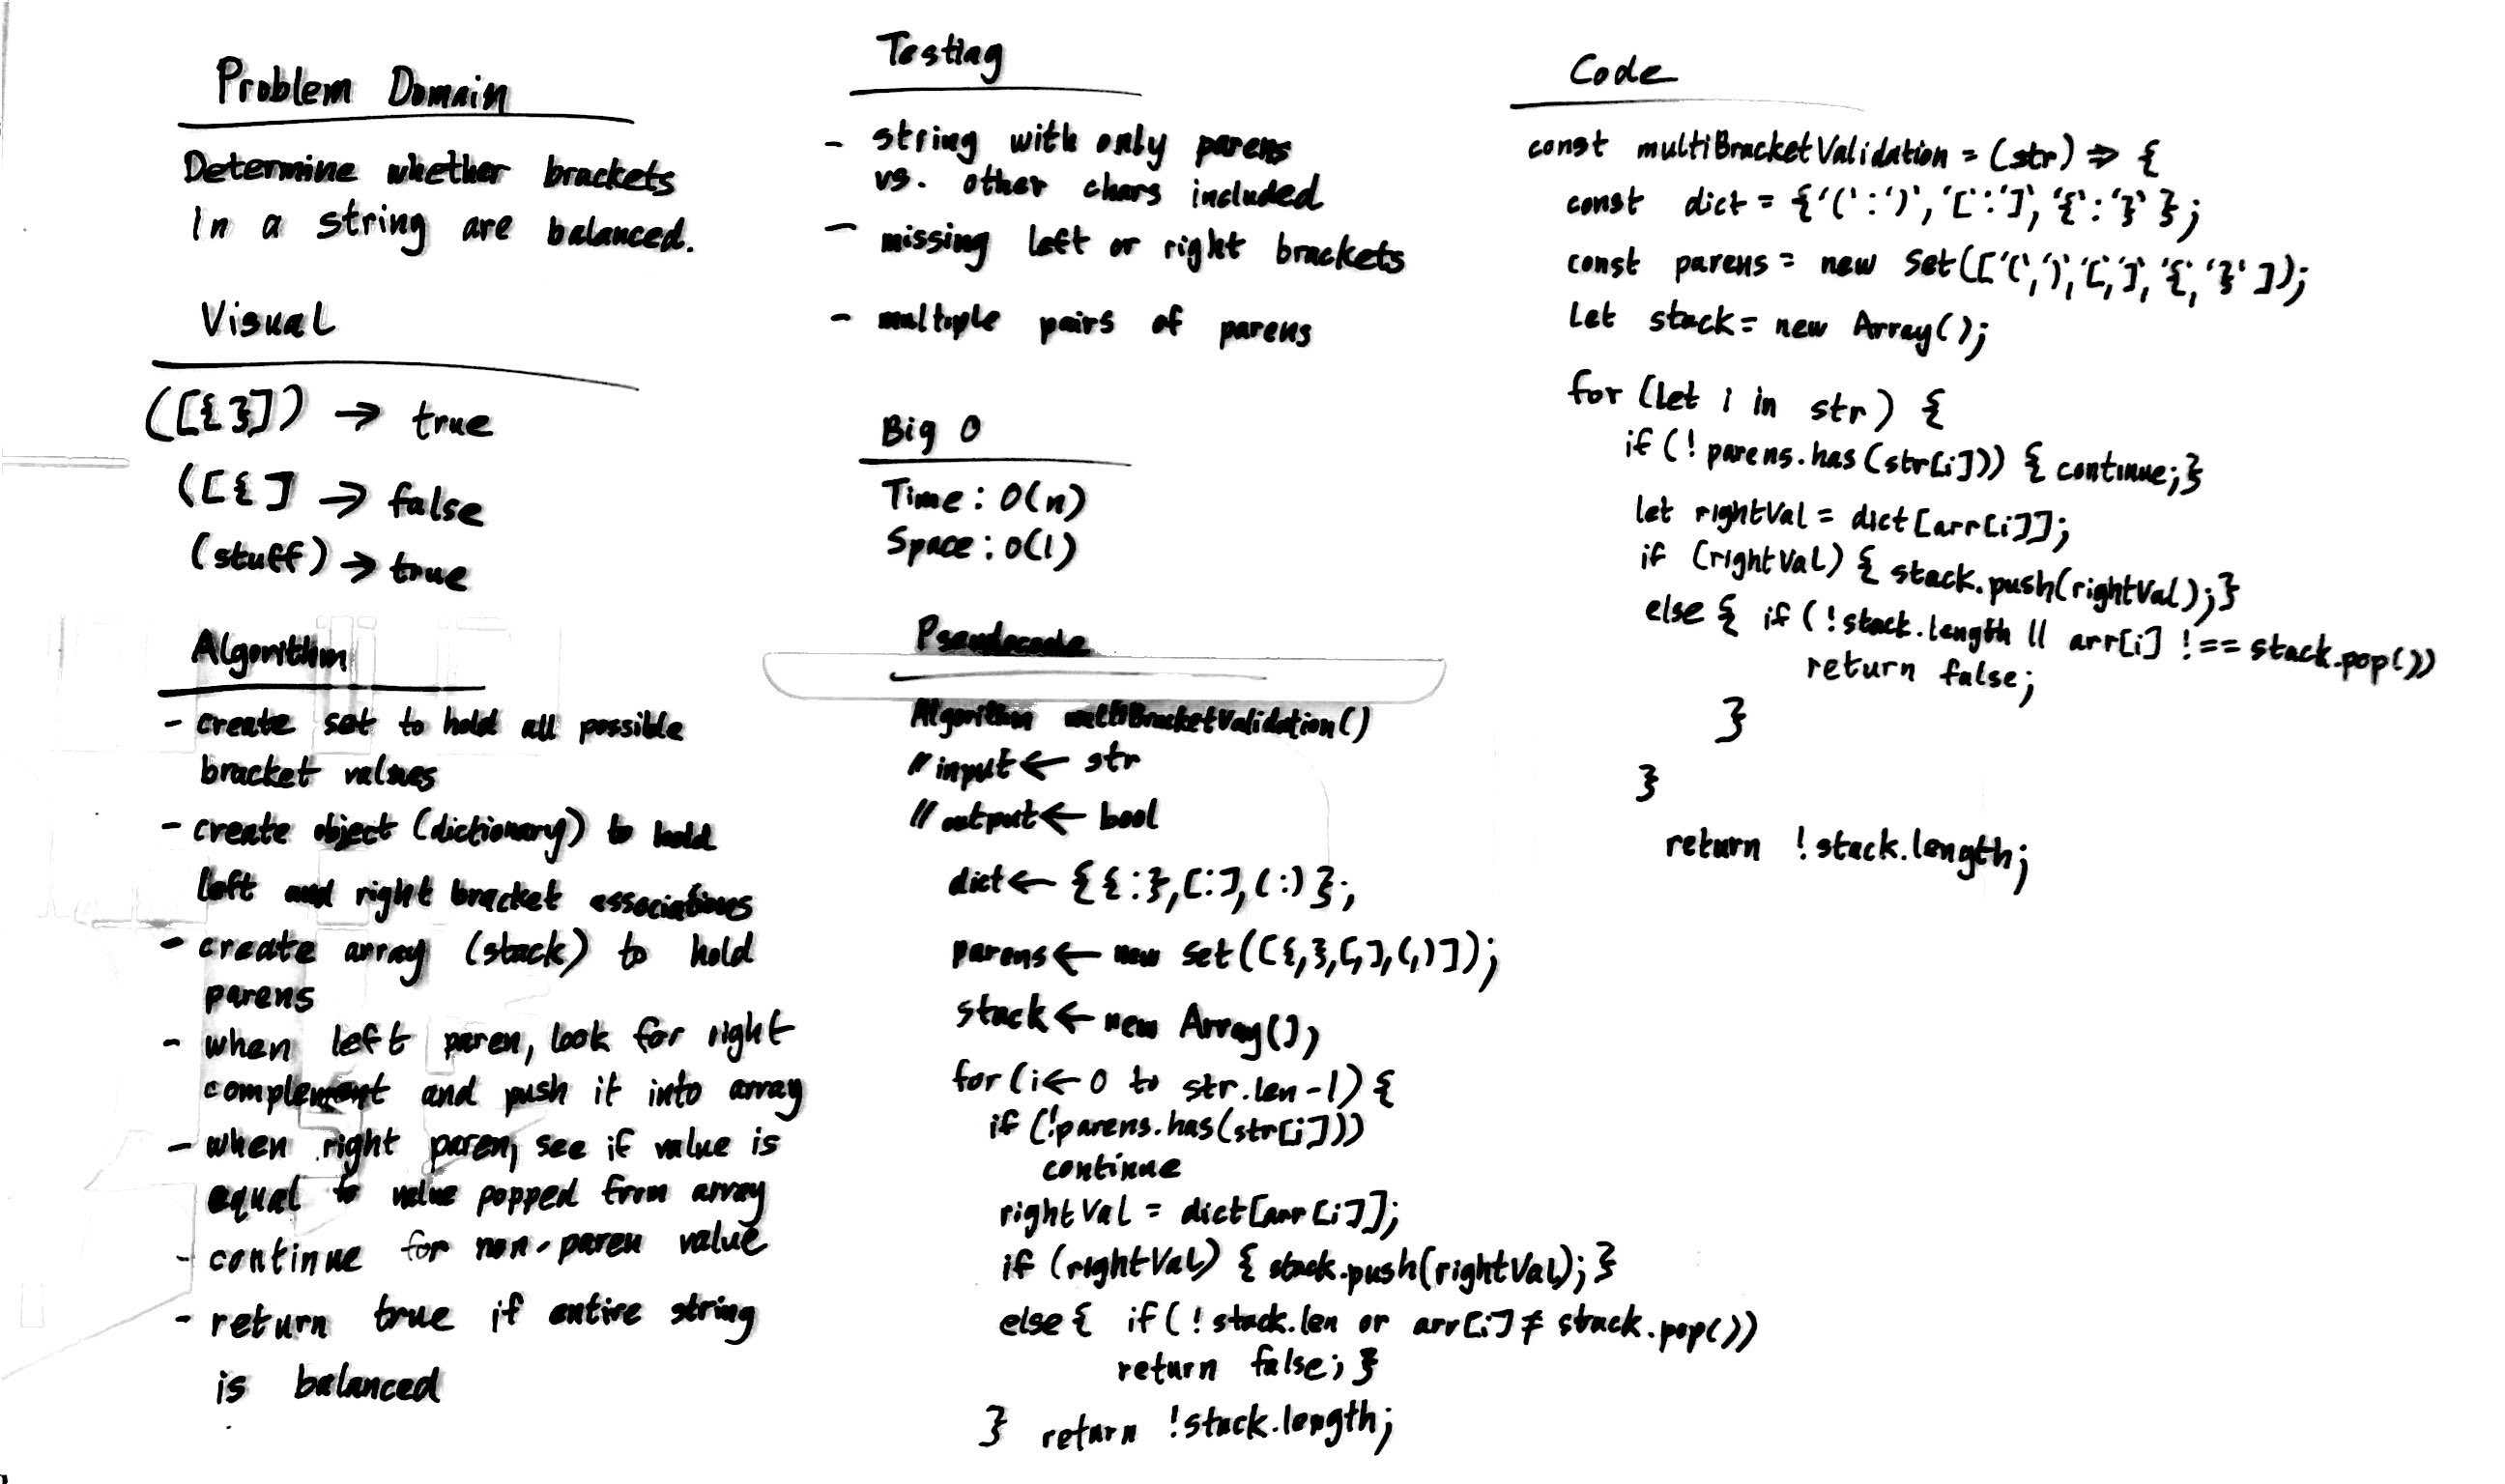 Problem Domain
Determine whether brackets
in a string are balanced.
Visual
([{}]) → true
([{] → false
(stuff) → true
Algorithm
- create set to hold all possible
bracket values
- create object (dictionary) to hold
left and right bracket associations
- create array (stack) to hold
parens
- when left paren, look for right
complement and push it into array
- when right paren, see if value is
equal to value popped from array
- continue for non-paren value
- return true if entire string
is balanced
Testing
- string with only parens
vs. other chars included
- missing left or right brackets
- multiple pairs of parens
Big O
Time: O(n)
Space: O(1)
Pseudocode
Algorithm multiBracketValidation()
// input ← str
// output ← bool
dict ← { { : }, [ : ], ( : ) };
parens ← new set([{,},[,],(,)]);
stack ← new Array();
for (i ← 0 to str.len -1) {
if (!parens.has(str[i]))
continue
rightVal = dict[arr[i]];
if (rightVal) { stack.push(rightVal); }
else { if (! stack.len or arr[i] ≠ stack.pop())
return false; }
} return !stack.length;
Code
const multiBracketValidation = (str) => {
const dict = {'(':')', '[':']', '{':'}' };
const parens = new Set(['(',')','[',']','{','}' ]);
let stack = new Array();
for (let i in str) {
if (! parens.has(str[i])) { continue; }
let rightVal = dict[arr[i]];
if (rightVal) { stack.push(rightVal); }
else { if (!stack.length || arr[i] !== stack.pop())
return false;
}
}
return !stack.length;